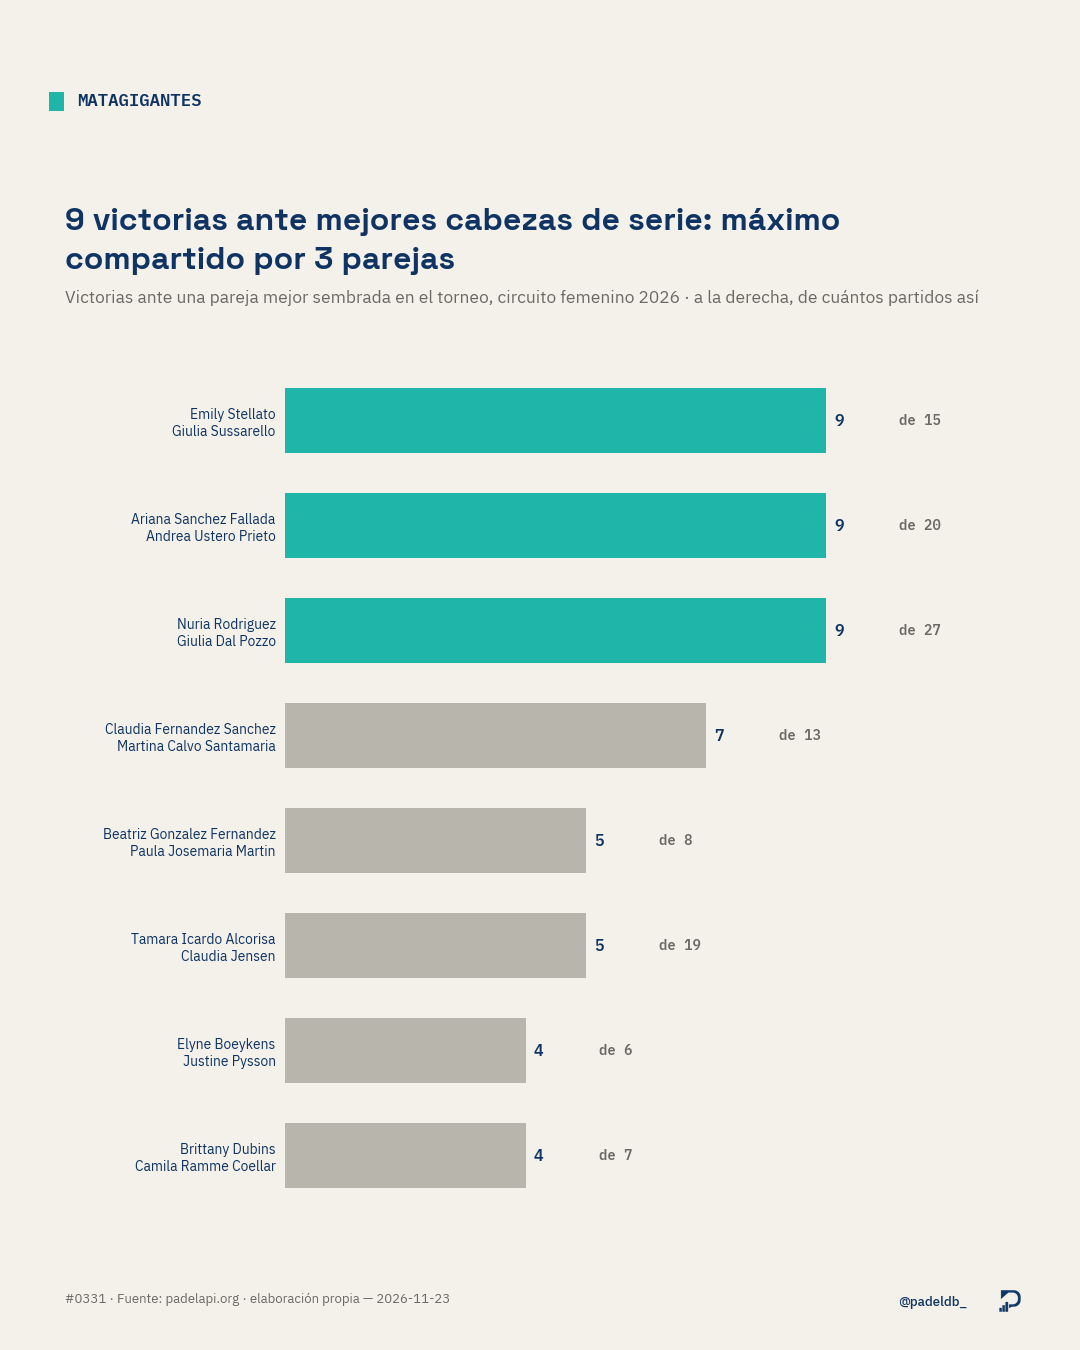 MATAGIGANTES
9 victorias ante mejores cabezas de serie: máximo
compartido por 3 parejas
Victorias ante una pareja mejor sembrada en el torneo, circuito femenino 2026 · a la derecha, de cuántos partidos así
Emily Stellato
Giulia Sussarello
9 de 15
Ariana Sanchez Fallada
Andrea Ustero Prieto
9 de 20
Nuria Rodriguez
Giulia Dal Pozzo
9 de 27
Claudia Fernandez Sanchez
Martina Calvo Santamaria
7 de 13
Beatriz Gonzalez Fernandez
Paula Josemaria Martin
5 de 8
Tamara Icardo Alcorisa
Claudia Jensen
5 de 19
Elyne Boeykens
Justine Pysson
4 de 6
Brittany Dubins
Camila Ramme Coellar
4 de 7
#0331 · Fuente: padelapi.org · elaboración propia — 2026-11-23
@padeldb_